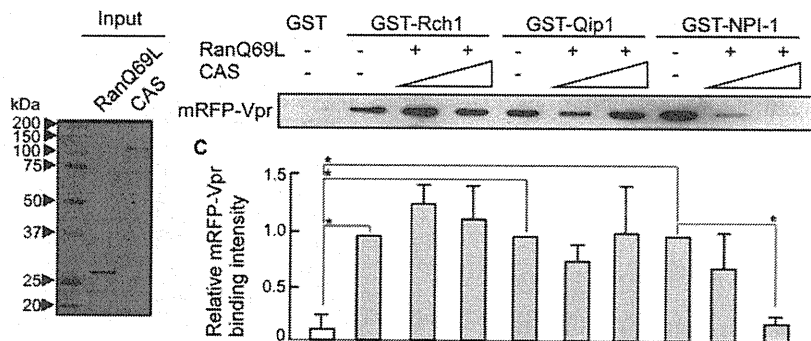 Input
RanQ69L
CAS
kDa
200
150
100
75
50
37
25
20
GST GST-Rch1 GST-Qip1 GST-NPI-1
RanQ69L - - + + - + + - + +
CAS - - - -
mRFP-Vpr
C
Relative mRFP-Vpr
binding intensity
1.5
1.0
0.5
0
*
*
*
*